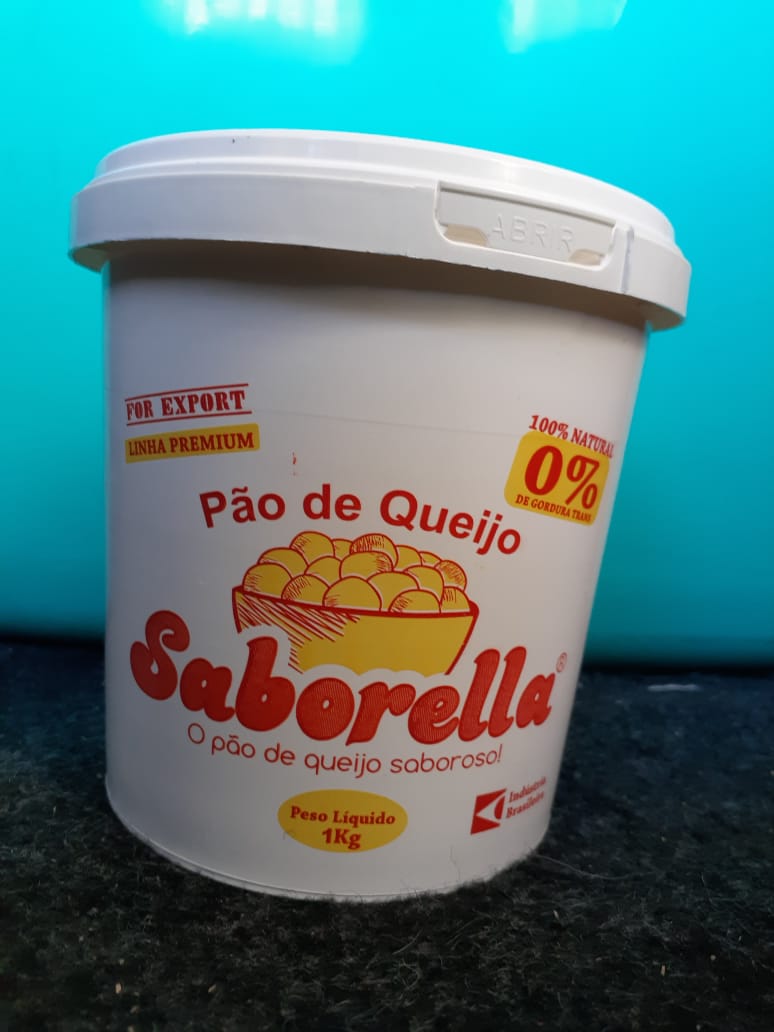 ABRIR
FOR EXPORT
LINHA PREMIUM
100% NATURAL
0%
DE GORDURA TRANS
Pão de Queijo
Saborella®
O pão de queijo saboroso!
Peso Líquido
1Kg
Indústria
Brasileira